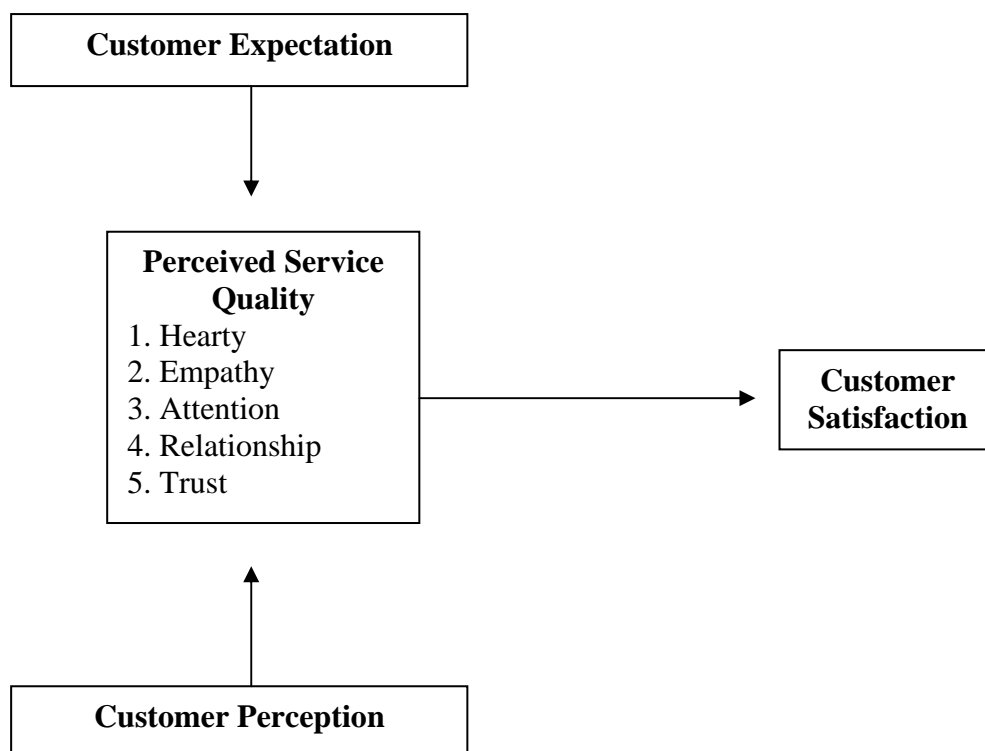 Customer Expectation
Perceived Service
Quality
1. Hearty
2. Empathy
3. Attention
4. Relationship
5. Trust
Customer
Satisfaction
Customer Perception